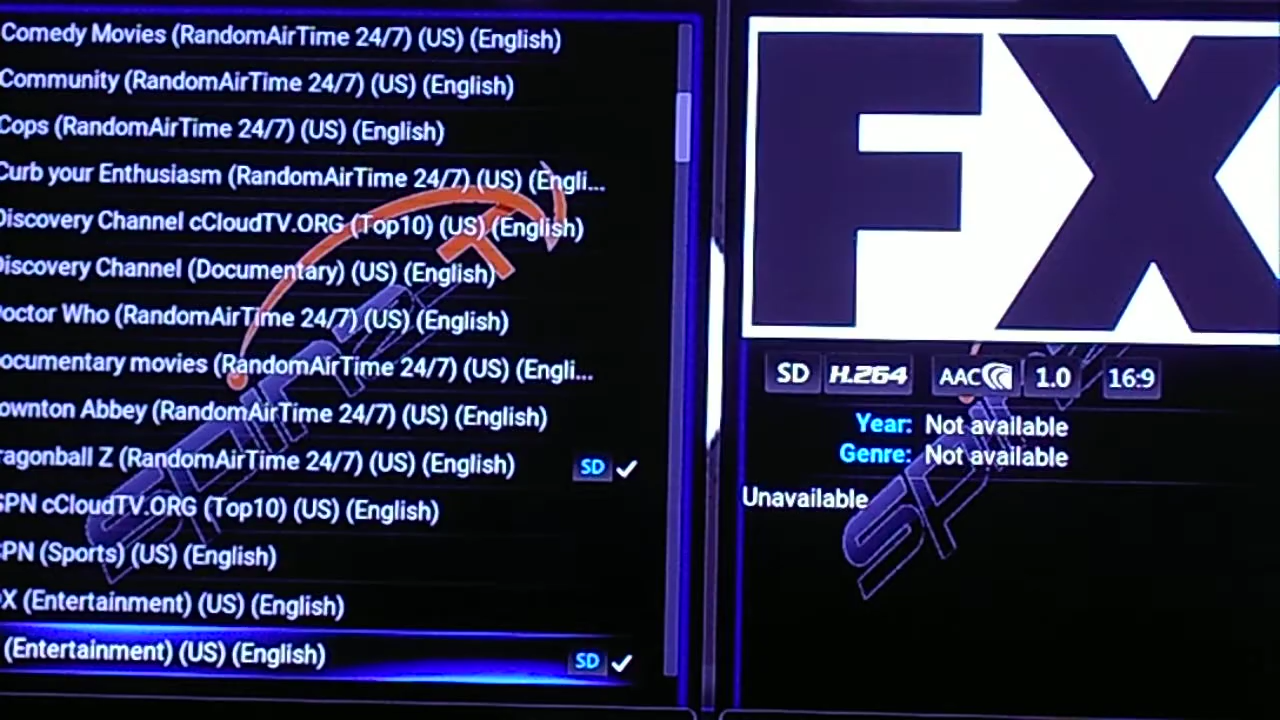 Comedy Movies (RandomAirTime 24/7) (US) (English)
Community (RandomAirTime 24/7) (US) (English)
Cops (RandomAirTime 24/7) (US) (English)
Curb your Enthusiasm (RandomAirTime 24/7) (US) (Engli...
Discovery Channel cCloudTV.ORG (Top10) (US) (English)
Discovery Channel (Documentary) (US) (English)
octor Who (RandomAirTime 24/7) (US) (English)
ocumentary movies (RandomAirTime 24/7) (US) (Engli...
ownton Abbey (RandomAirTime 24/7) (US) (English)
ragonball Z (RandomAirTime 24/7) (US) (English) SD
SPN cCloudTV.ORG (Top10) (US) (English)
PN (Sports) (US) (English)
X (Entertainment) (US) (English)
(Entertainment) (US) (English) SD
FX
SD H.264 AAC 1.0 16:9
Year: Not available
Genre: Not available
Unavailable